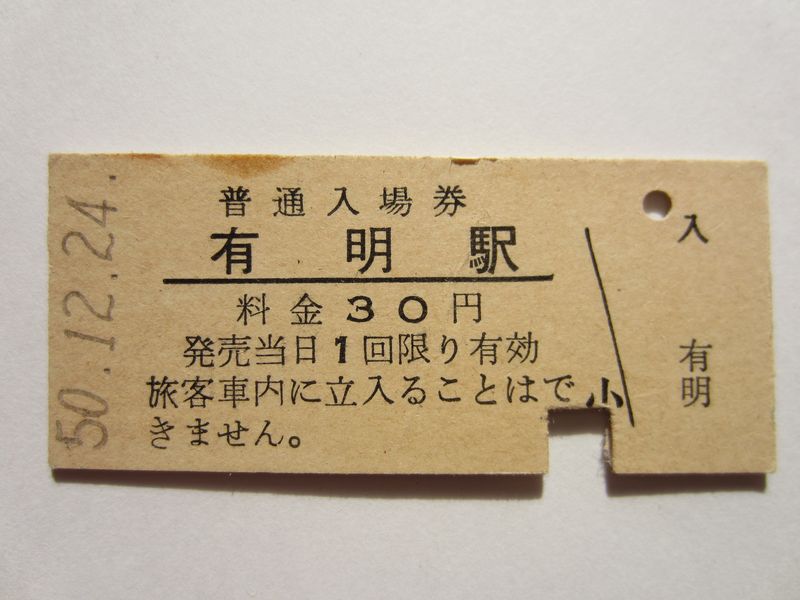 50.12.24.
普通入場券
有明駅
料金30円
発売当日1回限り有効
旅客車内に立入ることはで
きません。
小
入
有明